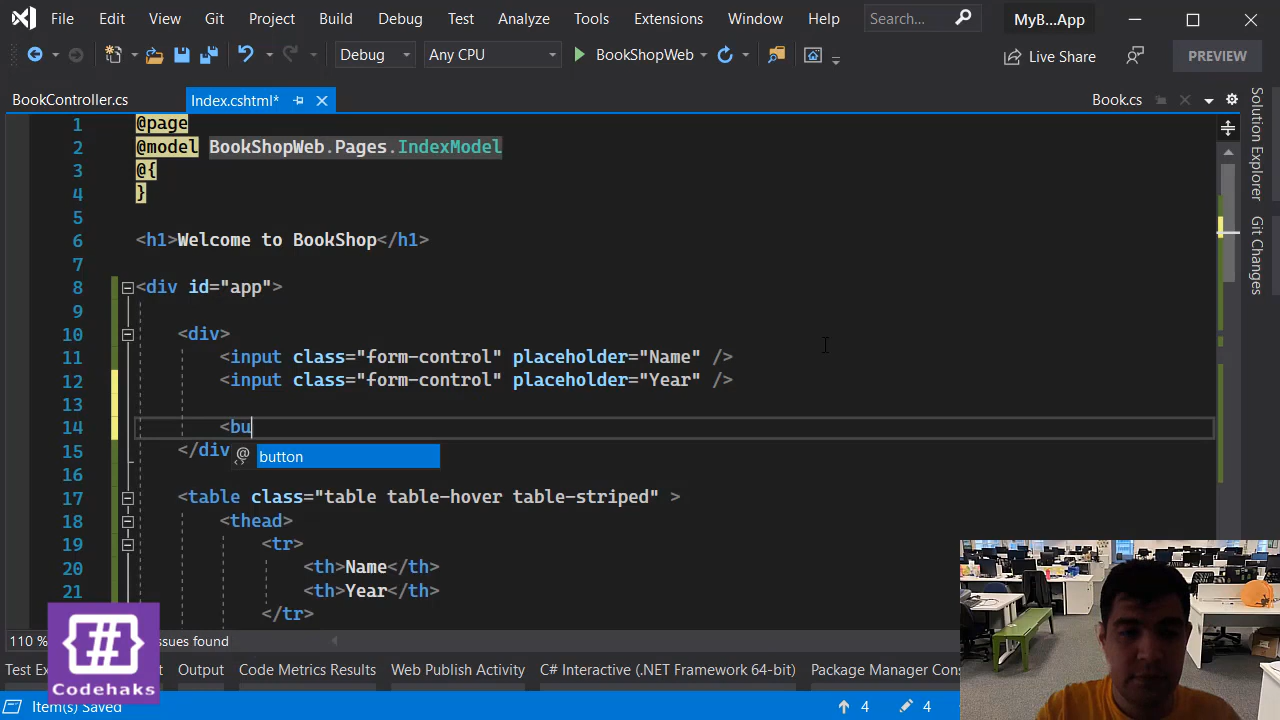 File Edit View Git Project Build Debug Test Analyze Tools Extensions Window Help Search... MyB...App
Debug Any CPU BookShopWeb Live Share PREVIEW
BookController.cs Index.cshtml* Book.cs
1 @page
2 @model BookShopWeb.Pages.IndexModel
3 @{
4 }
5
6 <h1>Welcome to BookShop</h1>
7
8 <div id="app">
9
10 <div>
11 <input class="form-control" placeholder="Name" />
12 <input class="form-control" placeholder="Year" />
13
14 <bu
15 </div
button
16
17 <table class="table table-hover table-striped" >
18 <thead>
19 <tr>
20 <th>Name</th>
21 <th>Year</th>
</tr>
Solution Explorer
Git Changes
110 % ssues found
Codehaks
Test Ex Output Code Metrics Results Web Publish Activity C# Interactive (.NET Framework 64-bit) Package Manager Cons
Item(s) Saved 4 4